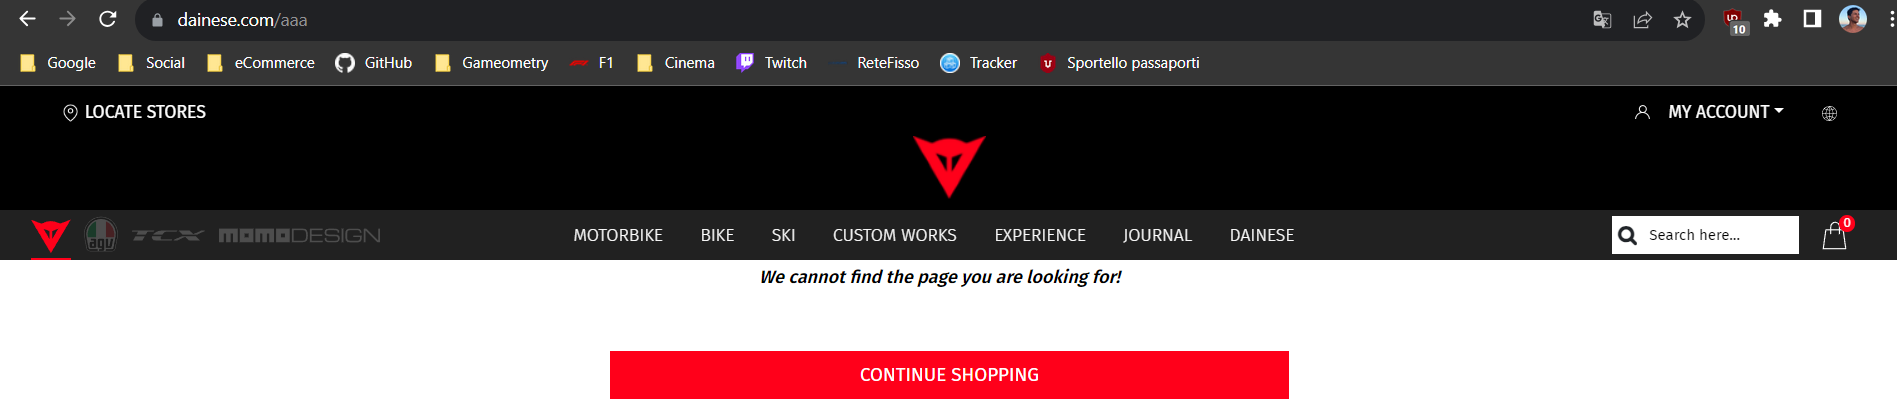 dainese.com/aaa
10
Google Social eCommerce GitHub Gameometry F1 Cinema Twitch ReteFisso Tracker Sportello passaporti
LOCATE STORES
MY ACCOUNT
agv TCX momoDESIGN
MOTORBIKE BIKE SKI CUSTOM WORKS EXPERIENCE JOURNAL DAINESE
Search here...
0
We cannot find the page you are looking for!
CONTINUE SHOPPING